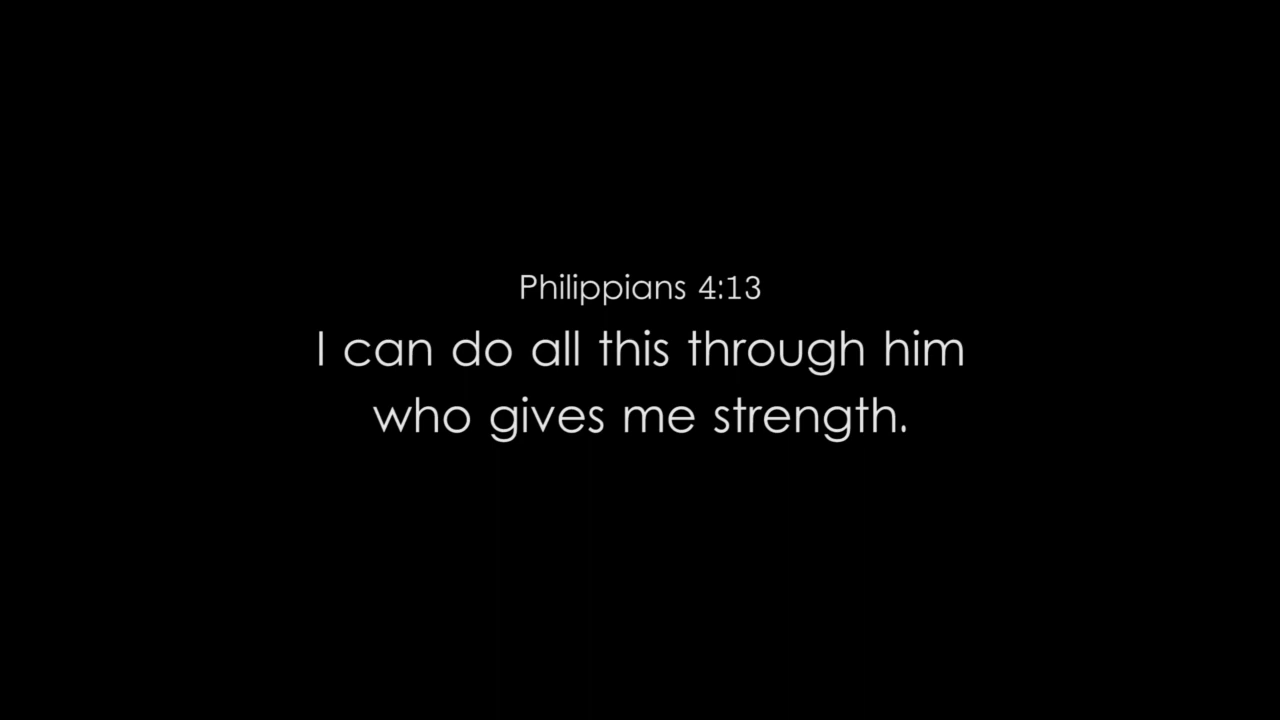 Philippians 4:13
I can do all this through him
who gives me strength.